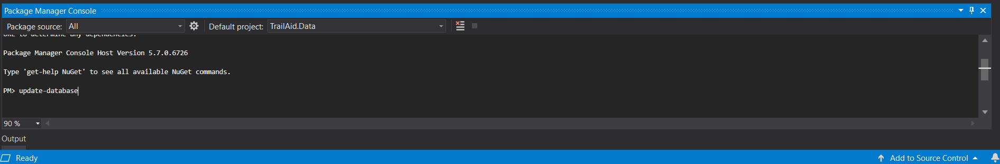 Package Manager Console
Package source: All Default project: TrailAid.Data
URL to determine any dependencies.
Package Manager Console Host Version 5.7.0.6726
Type 'get-help NuGet' to see all available NuGet commands.
PM> update-database
90 %
Output
Ready Add to Source Control